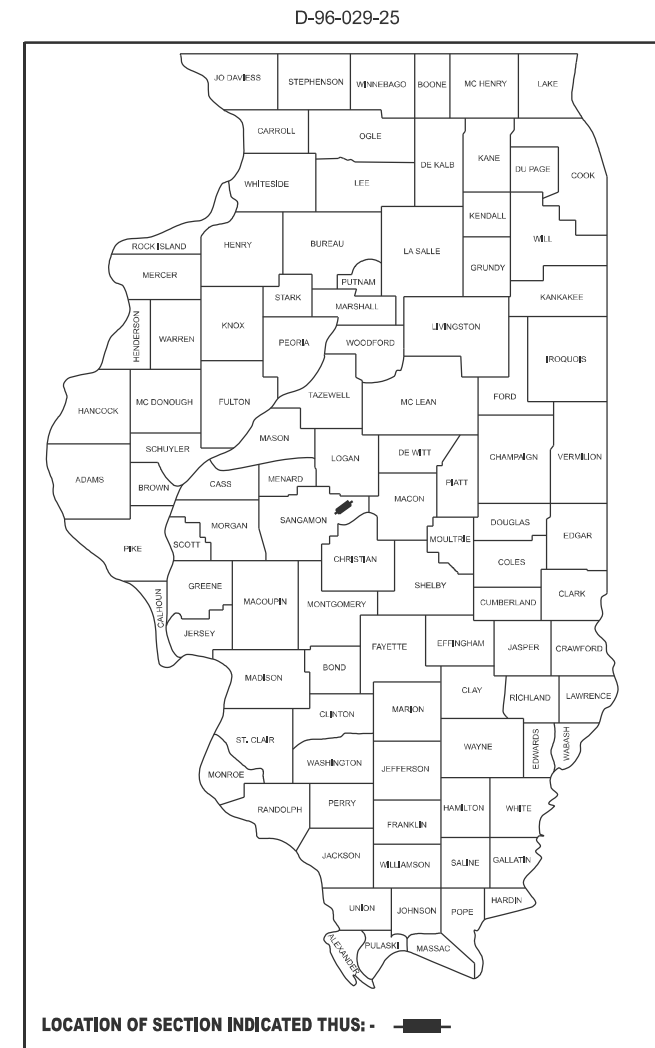 D-96-029-25
JO DAVIESS STEPHENSON WINNEBAGO BOONE MC HENRY LAKE
CARROLL OGLE DE KALB KANE DU PAGE COOK
WHITESIDE LEE KENDALL WILL
ROCK ISLAND HENRY BUREAU LA SALLE GRUNDY
MERCER PUTNAM KANKAKEE
STARK MARSHALL
HENDERSON WARREN KNOX PEORIA WOODFORD LIVINGSTON IROQUOIS
HANCOCK MC DONOUGH FULTON TAZEWELL MC LEAN FORD
MASON
SCHUYLER LOGAN DE WITT CHAMPAIGN VERMILION
ADAMS BROWN CASS MENARD MACON PIATT
MORGAN SANGAMON DOUGLAS
PIKE SCOTT MOULTRIE EDGAR
CHRISTIAN COLES
GREENE SHELBY CLARK
CALHOUN MACOUPIN MONTGOMERY CUMBERLAND
JERSEY FAYETTE EFFINGHAM JASPER CRAWFORD
BOND
MADISON CLAY RICHLAND LAWRENCE
CLINTON MARION
ST. CLAIR WAYNE EDWARDS WABASH
MONROE WASHINGTON JEFFERSON
RANDOLPH PERRY HAMILTON WHITE
FRANKLIN
JACKSON WILLIAMSON SALINE GALLATIN
UNION JOHNSON POPE HARDIN
ALEXANDER PULASKI MASSAC
LOCATION OF SECTION INDICATED THUS: -